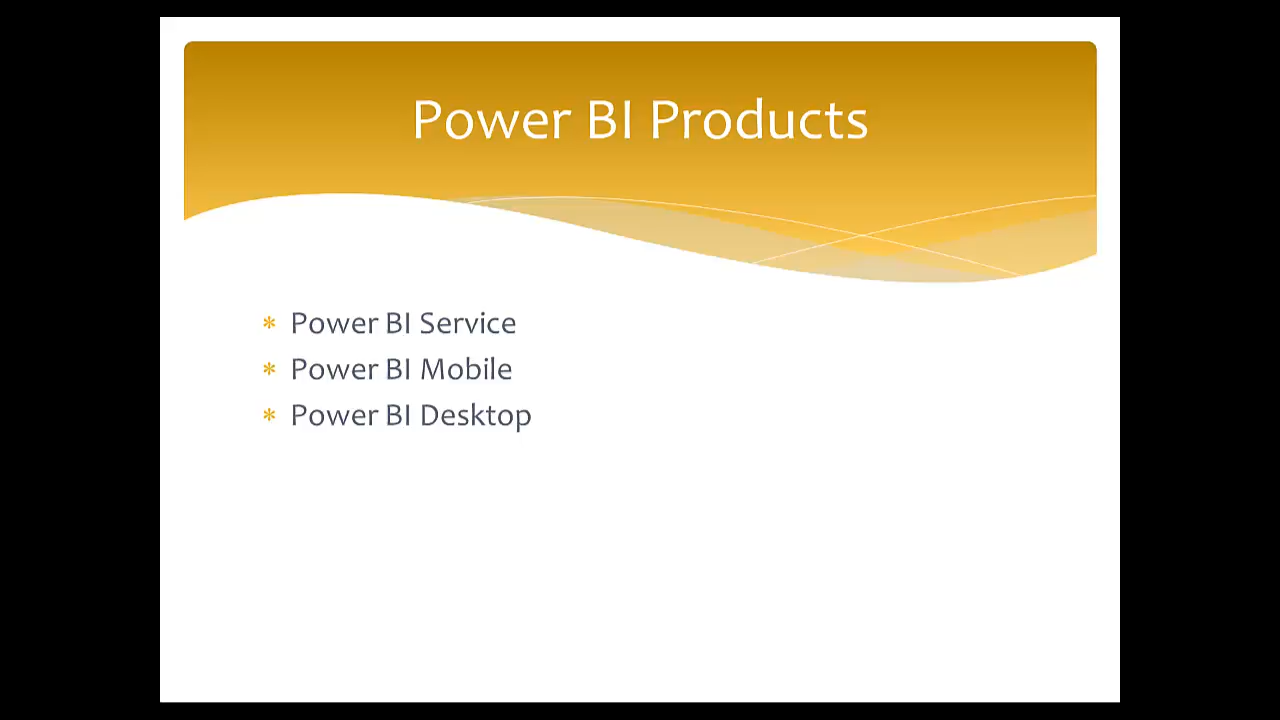 Power BI Products
* Power BI Service
* Power BI Mobile
* Power BI Desktop